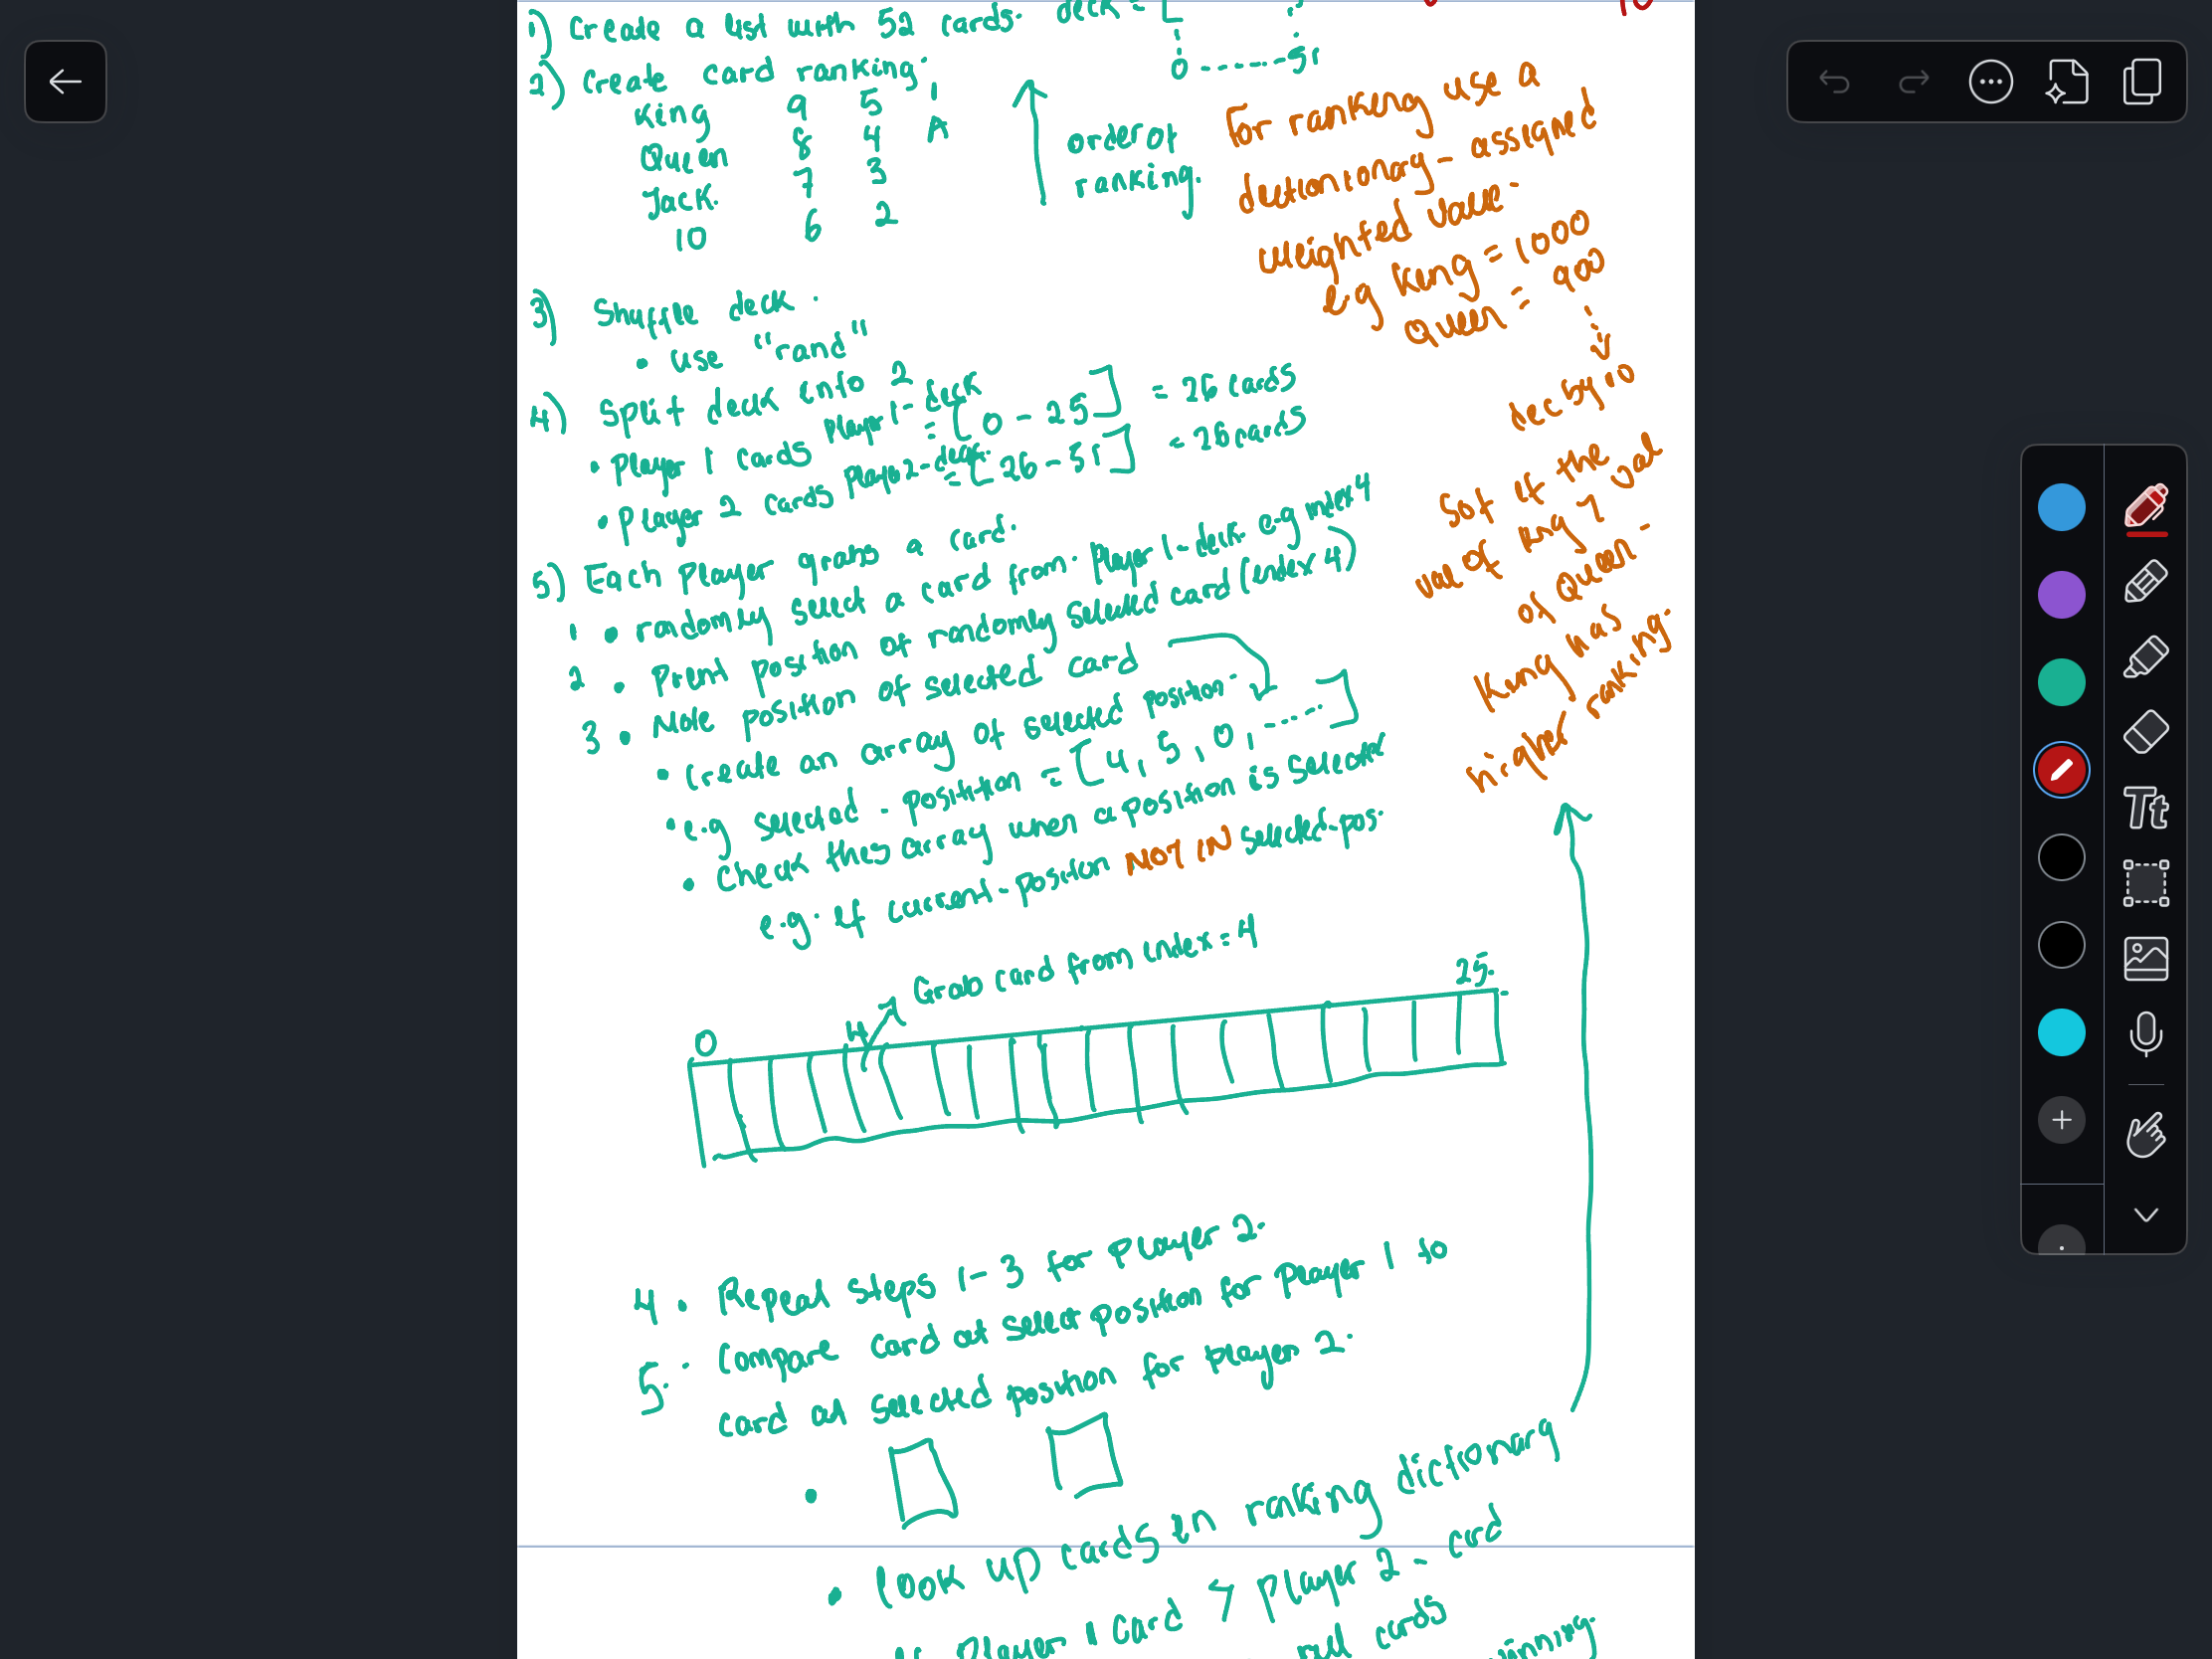 1) Create a list with 52 cards. deck = [
0 ------- 51
2) Create card ranking.
King 9 5 1
Queen 8 4 A
Jack. 7 3
10 6 2
order of
ranking.
For ranking use a
dictionary - assigned
weighted value.
e.g King = 1000
Queen = 900
dec by 10
So if the
val of King > val
of Queen -
King has
higher ranking.
3) Shuffle deck.
• use "rand"
4) Split deck into 2
• Player 1 cards player1-deck = [0 - 25] = 26 cards
• Player 2 cards player2-deck = [26 - 51] = 26 cards
5) Each player grabs a card.
1 • randomly select a card from player 1-deck e.g index 4
2 • Print position of randomly selected card (index 4)
3 • Note position of selected card
• Create an array of selected position
• e.g selected-position = [4, 5, 0, ......]
• Check this array when a position is selected
e.g. if current-position NOT IN selected-pos.
Grab card from index = 4
0 4 25.
4 • Repeat steps 1-3 for player 2.
5. Compare card at select position for player 1 to
card at selected position for player 2.
• look up cards in ranking dictionary
Player 1 card > player 2 - card
cards